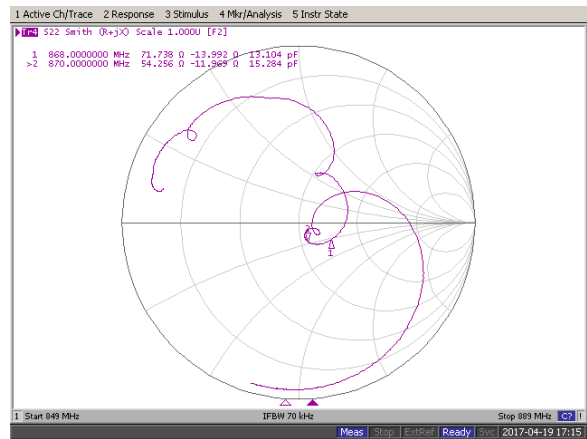 1 Active Ch/Trace 2 Response 3 Stimulus 4 Mkr/Analysis 5 Instr State
Tr4 S22 Smith (R+jX) Scale 1.000U [F2]
1 868.0000000 MHz 71.738 Ω -13.992 Ω 13.104 pF
>2 870.0000000 MHz 54.256 Ω -11.969 Ω 15.284 pF
2
1
1 Start 849 MHz IFBW 70 kHz Stop 889 MHz C? !
Meas Stop ExtRef Ready Svc 2017-04-19 17:15